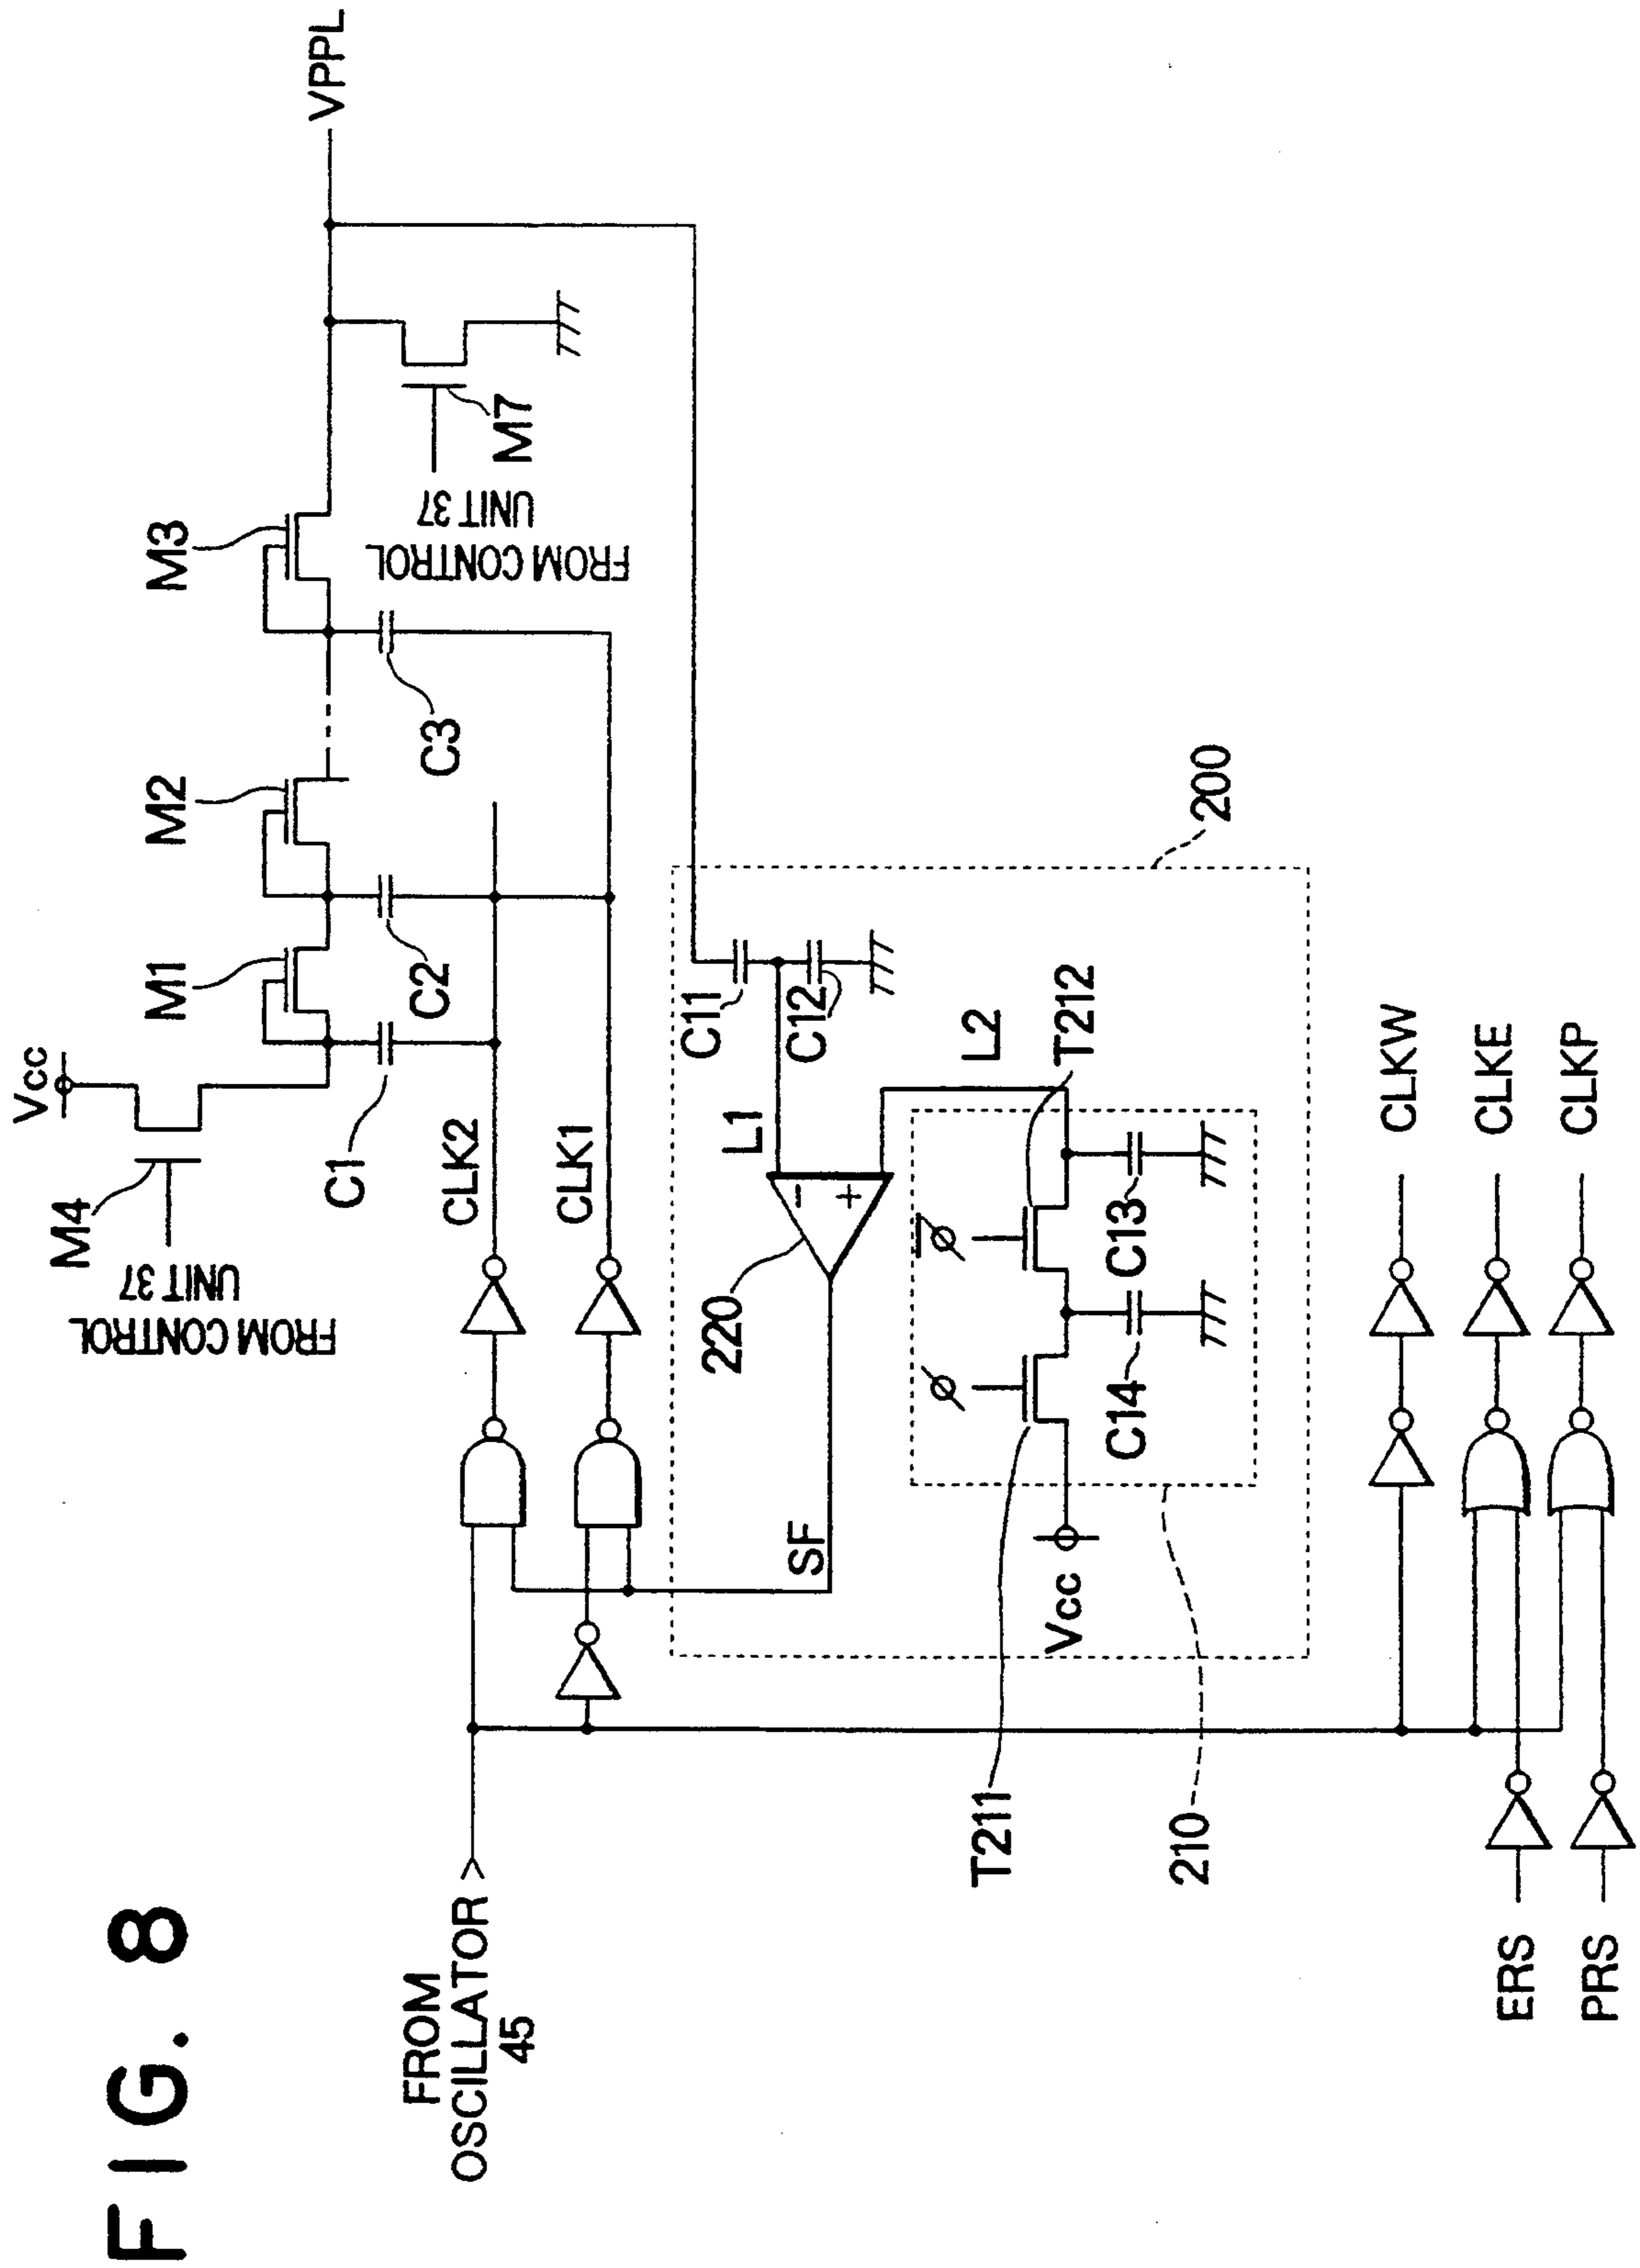 FIG. 8
FROM CONTROL
UNIT 37
M4
Vcc
M1
M2
M3
VPPL
C1
C2
C3
FROM CONTROL
UNIT 37
M7
FROM
OSCILLATOR
45
CLK2
CLK1
SF
220
L1
C11
C12
200
−
+
L2
T212
ϕ
ϕ̅
C14
C13
Vcc
T211
210
CLKW
ERS
CLKE
PRS
CLKP